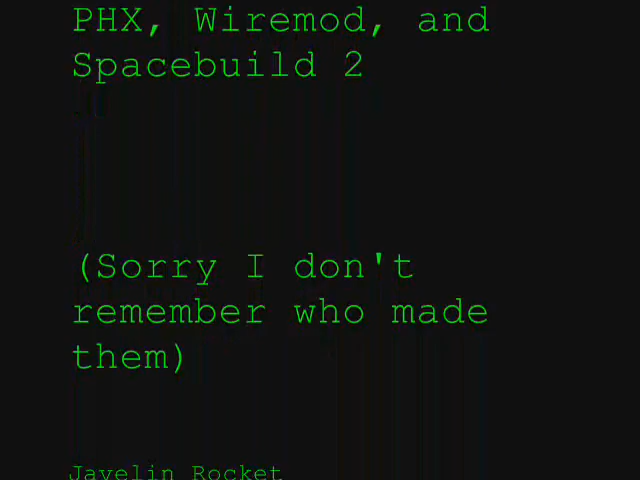 PHX, Wiremod, and
Spacebuild 2
(Sorry I don't
remember who made
them)
Javelin Rocket